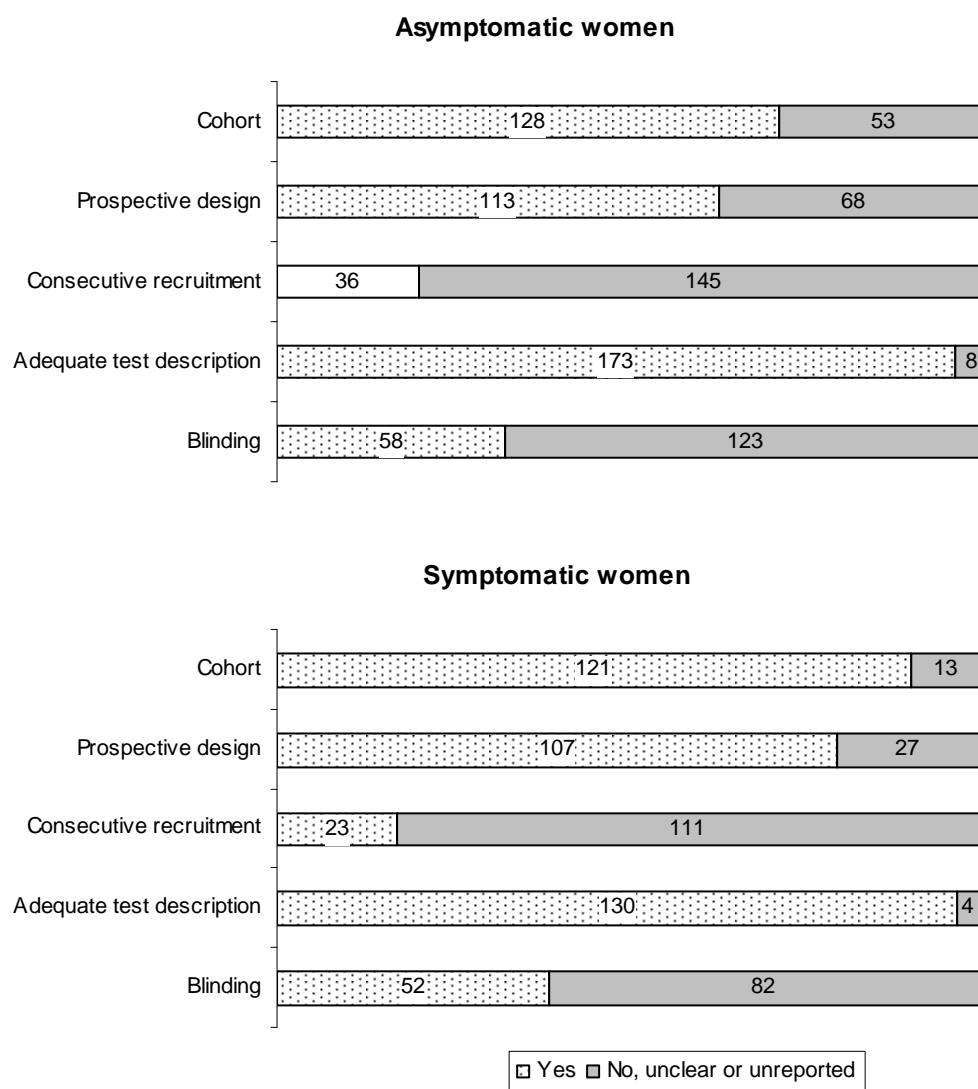 Asymptomatic women
Cohort 128 53
Prospective design 113 68
Consecutive recruitment 36 145
Adequate test description 173 8
Blinding 58 123
Symptomatic women
Cohort 121 13
Prospective design 107 27
Consecutive recruitment 23 111
Adequate test description 130 4
Blinding 52 82
Yes No, unclear or unreported